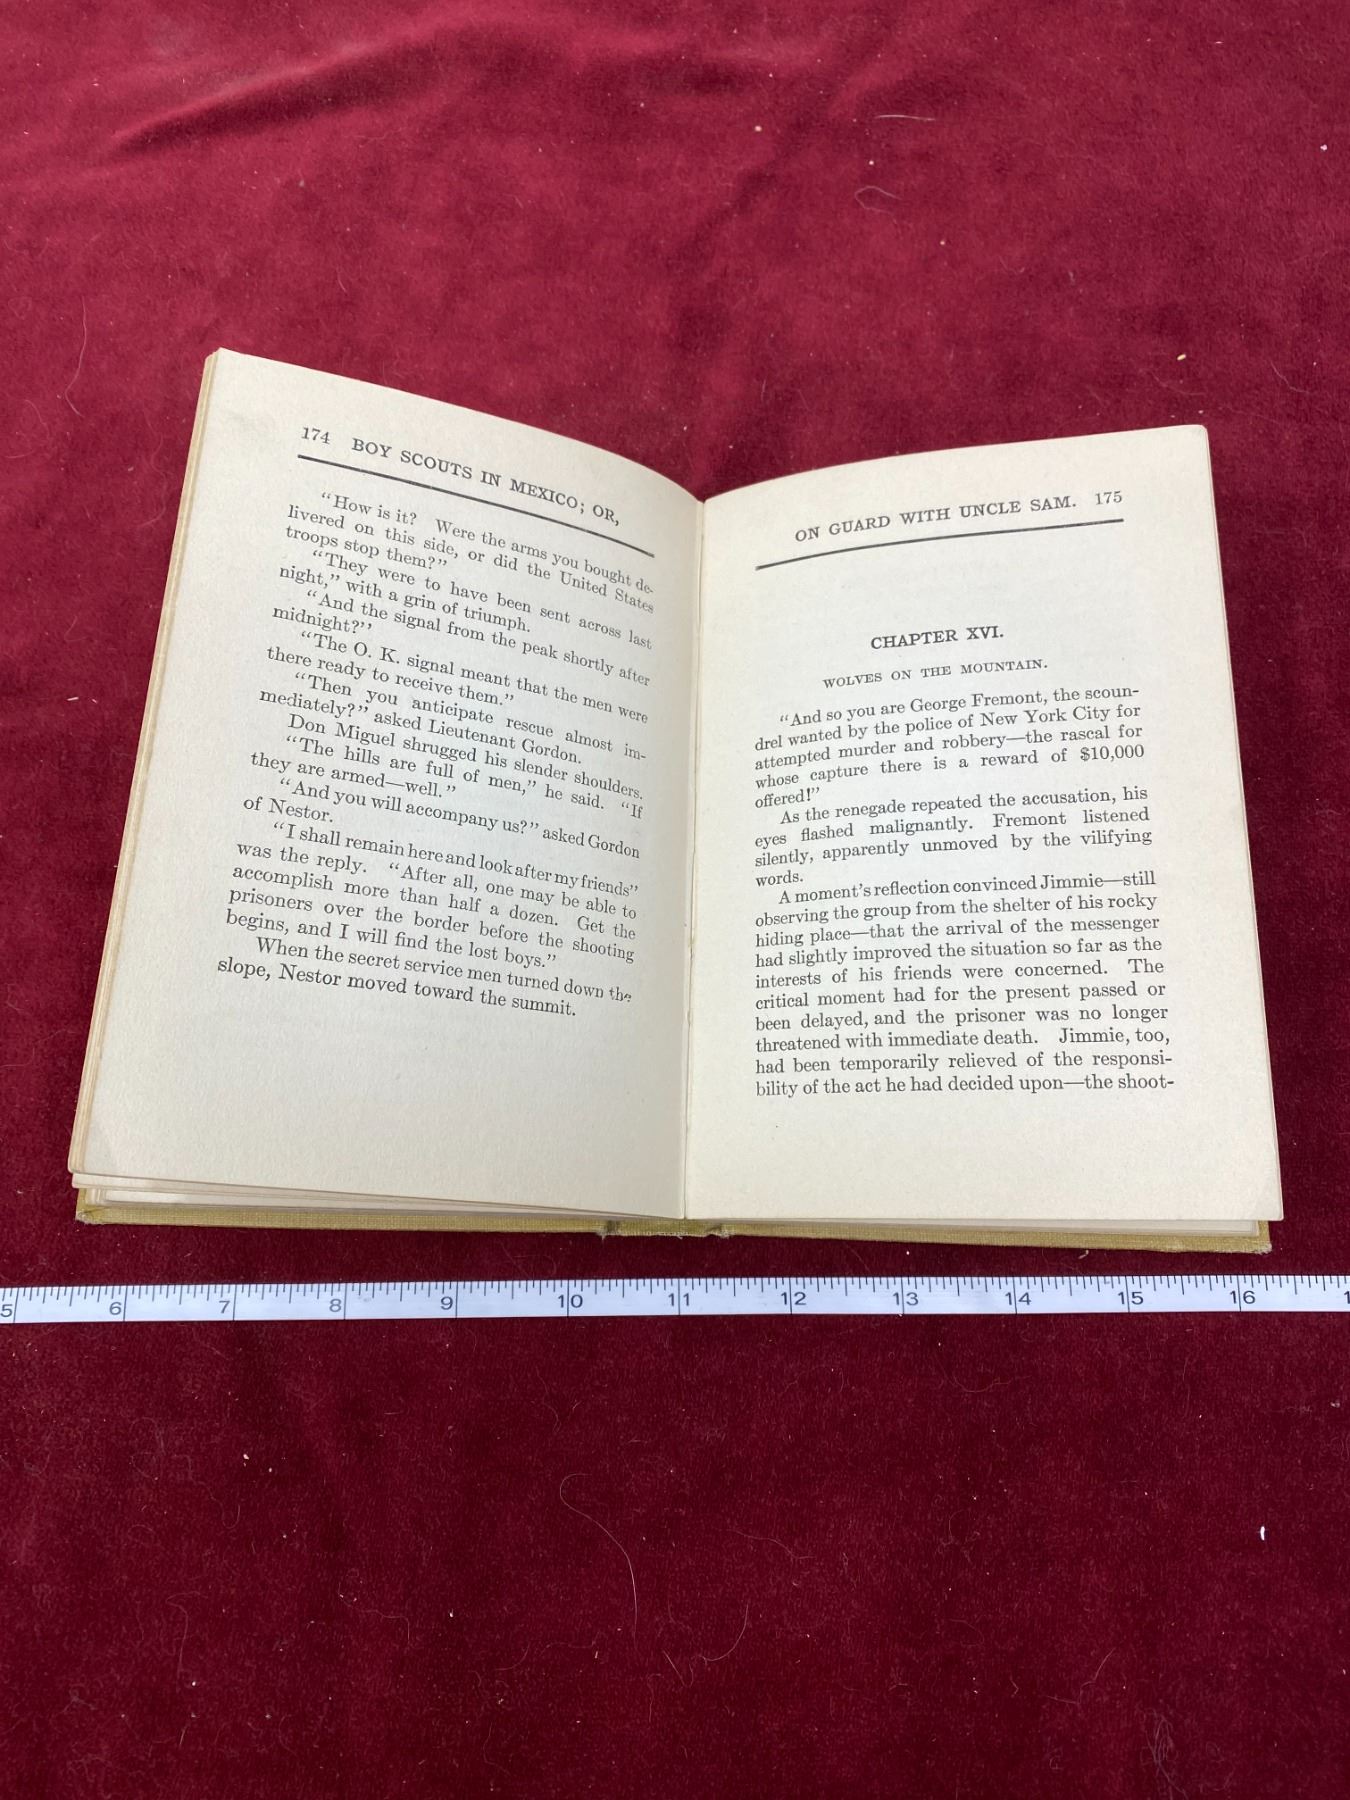 174 BOY SCOUTS IN MEXICO; OR,
“How is it? Were the arms you bought de-
livered on this side, or did the United States
troops stop them?”
“They were to have been sent across last
night,” with a grin of triumph.
“And the signal from the peak shortly after
midnight?”
“The O. K. signal meant that the men were
there ready to receive them.”
“Then you anticipate rescue almost im-
mediately?” asked Lieutenant Gordon.
Don Miguel shrugged his slender shoulders.
“The hills are full of men,” he said. “If
they are armed—well.”
“And you will accompany us?” asked Gordon
of Nestor.
“I shall remain here and look after my friends”
was the reply. “After all, one may be able to
accomplish more than half a dozen. Get the
prisoners over the border before the shooting
begins, and I will find the lost boys.”
When the secret service men turned down the
slope, Nestor moved toward the summit.
ON GUARD WITH UNCLE SAM. 175
CHAPTER XVI.
WOLVES ON THE MOUNTAIN.
“And so you are George Fremont, the scoun-
drel wanted by the police of New York City for
attempted murder and robbery—the rascal for
whose capture there is a reward of $10,000
offered!”
As the renegade repeated the accusation, his
eyes flashed malignantly. Fremont listened
silently, apparently unmoved by the vilifying
words.
A moment’s reflection convinced Jimmie—still
observing the group from the shelter of his rocky
hiding place—that the arrival of the messenger
had slightly improved the situation so far as the
interests of his friends were concerned. The
critical moment had for the present passed or
been delayed, and the prisoner was no longer
threatened with immediate death. Jimmie, too,
had been temporarily relieved of the responsi-
bility of the act he had decided upon—the shoot-
5 6 7 8 9 10 11 12 13 14 15 16